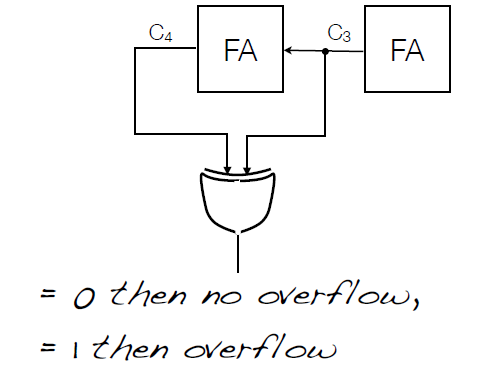 C4 FA C3 FA
= 0 then no overflow,
= 1 then overflow